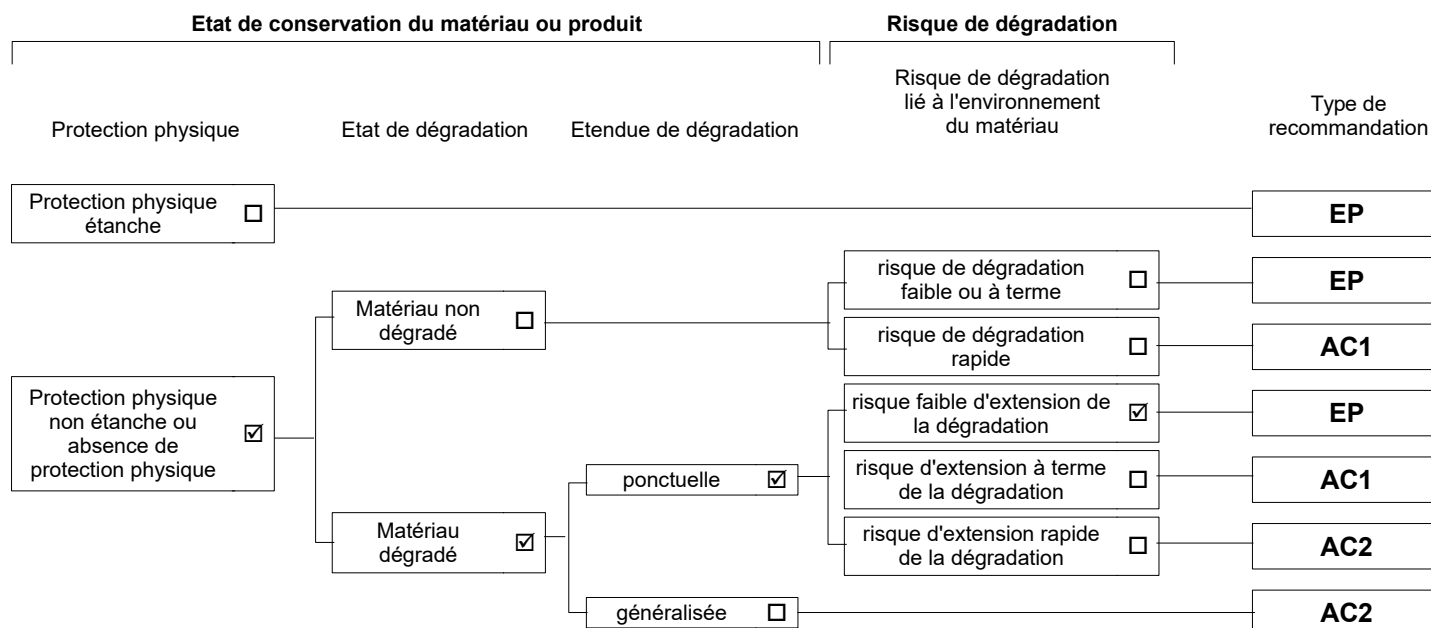 Etat de conservation du matériau ou produit
Risque de dégradation
Protection physique
Etat de dégradation
Etendue de dégradation
Risque de dégradation
lié à l'environnement
du matériau
Type de
recommandation
Protection physique
étanche
EP
risque de dégradation
faible ou à terme
EP
Matériau non
dégradé
risque de dégradation
rapide
AC1
Protection physique
non étanche ou
absence de
protection physique
risque faible d'extension de
la dégradation
EP
ponctuelle
risque d'extension à terme
de la dégradation
AC1
Matériau
dégradé
risque d'extension rapide
de la dégradation
AC2
généralisée
AC2